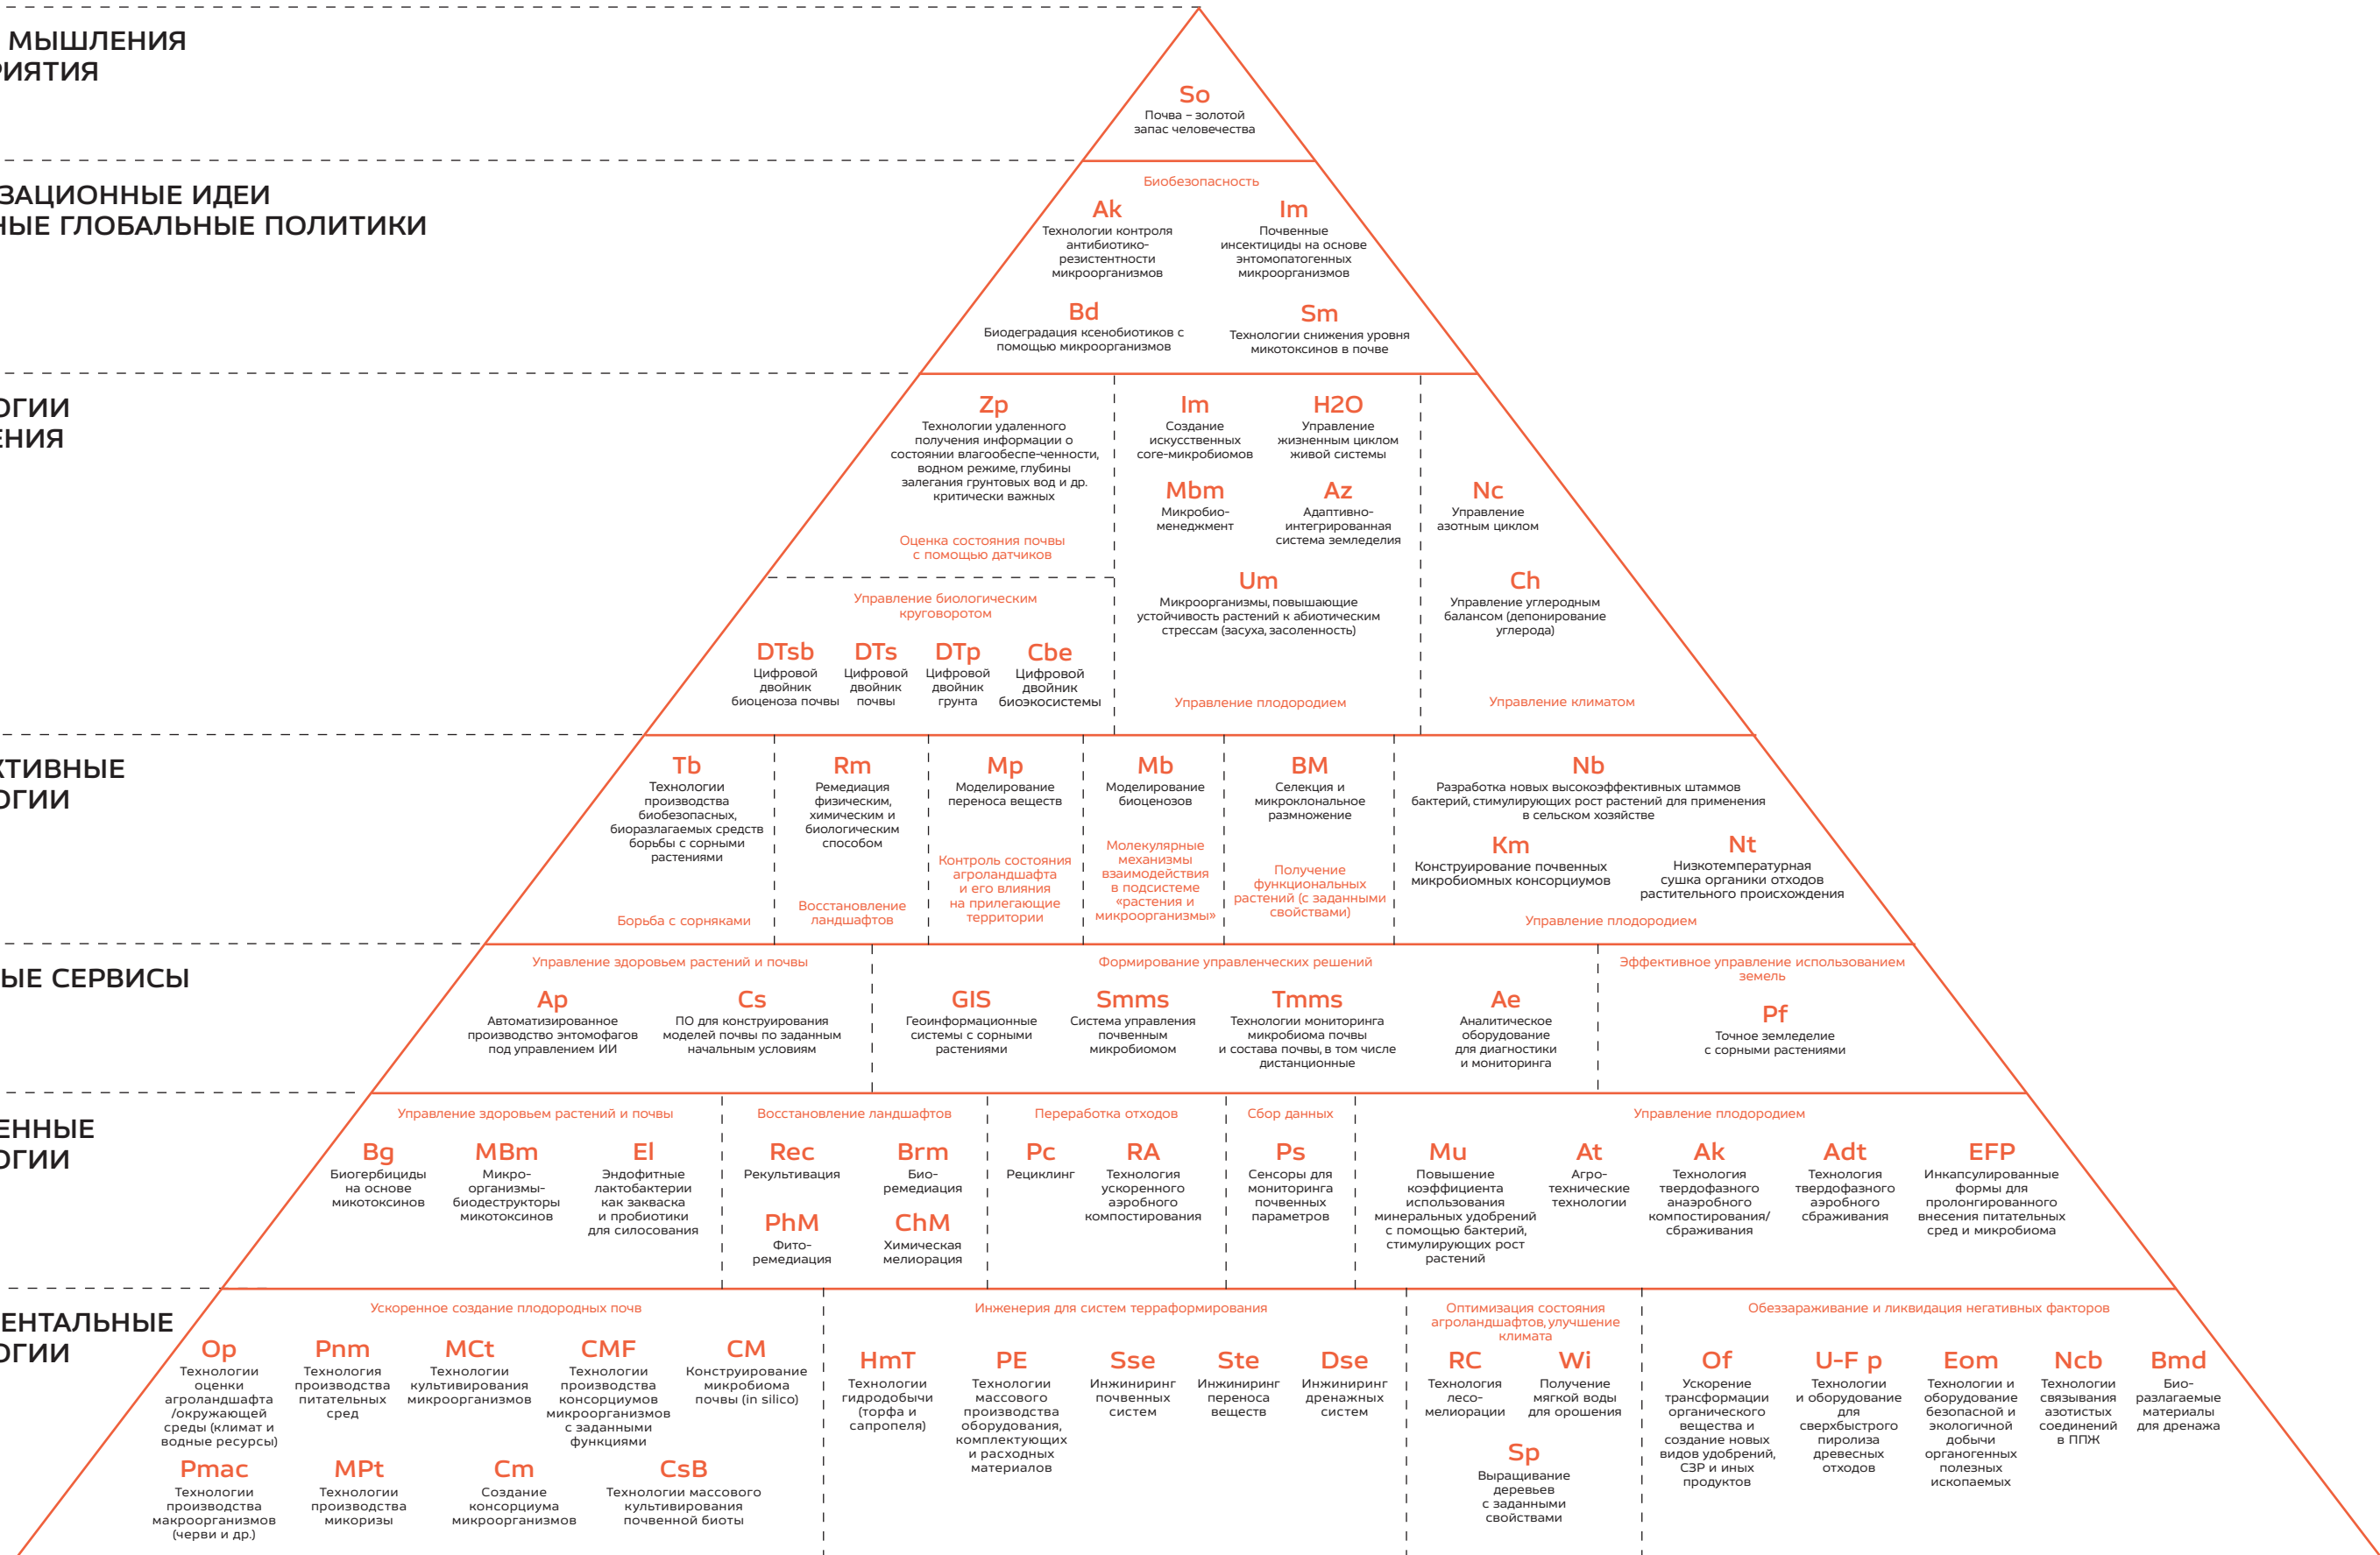 МЫШЛЕНИЯ
РИЯТИЯ
So
Почва – золотой
запас человечества
ЗАЦИОННЫЕ ИДЕИ
НЫЕ ГЛОБАЛЬНЫЕ ПОЛИТИКИ
Биобезопасность
Ak
Технологии контроля
антибиотико-
резистентности
микроорганизмов
Im
Почвенные
инсектициды на основе
энтомопатогенных
микроорганизмов
Bd
Биодеградация ксенобиотиков с
помощью микроорганизмов
Sm
Технологии снижения уровня
микотоксинов в почве
ОГИИ
ЕНИЯ
Zp
Технологии удаленного
получения информации о
состоянии влагообеспе-ченности,
водном режиме, глубины
залегания грунтовых вод и др.
критически важных
Оценка состояния почвы
с помощью датчиков
Управление биологическим
круговоротом
DTsb
Цифровой
двойник
биоценоза почвы
DTs
Цифровой
двойник
почвы
DTp
Цифровой
двойник
грунта
Cbe
Цифровой
двойник
биоэкосистемы
Im
Создание
искусственных
core-микробиомов
H2O
Управление
жизненным циклом
живой системы
Mbm
Микробио-
менеджмент
Az
Адаптивно-
интегрированная
система земледелия
Um
Микроорганизмы, повышающие
устойчивость растений к абиотическим
стрессам (засуха, засоленность)
Управление плодородием
Nc
Управление
азотным циклом
Ch
Управление углеродным
балансом (депонирование
углерода)
Управление климатом
КТИВНЫЕ
ОГИИ
Tb
Технологии
производства
биобезопасных,
биоразлагаемых средств
борьбы с сорными
растениями
Борьба с сорняками
Rm
Ремедиация
физическим,
химическим и
биологическим
способом
Восстановление
ландшафтов
Mp
Моделирование
переноса веществ
Контроль состояния
агроландшафта
и его влияния
на прилегающие
территории
Mb
Моделирование
биоценозов
Молекулярные
механизмы
взаимодействия
в подсистеме
«растения и
микроорганизмы»
BM
Селекция и
микроклональное
размножение
Получение
функциональных
растений (с заданными
свойствами)
Nb
Разработка новых высокоэффективных штаммов
бактерий, стимулирующих рост растений для применения
в сельском хозяйстве
Km
Конструирование почвенных
микробиомных консорциумов
Nt
Низкотемпературная
сушка органики отходов
растительного происхождения
Управление плодородием
ЫЕ СЕРВИСЫ
Управление здоровьем растений и почвы
Ap
Автоматизированное
производство энтомофагов
под управлением ИИ
Cs
ПО для конструирования
моделей почвы по заданным
начальным условиям
Формирование управленческих решений
GIS
Геоинформационные
системы с сорными
растениями
Smms
Система управления
почвенным
микробиомом
Tmms
Технологии мониторинга
микробиома почвы
и состава почвы, в том числе
дистанционные
Ae
Аналитическое
оборудование
для диагностики
и мониторинга
Эффективное управление использованием
земель
Pf
Точное земледелие
с сорными растениями
ЕННЫЕ
ОГИИ
Управление здоровьем растений и почвы
Bg
Биогербициды
на основе
микотоксинов
MBm
Микро-
организмы-
биодеструкторы
микотоксинов
El
Эндофитные
лактобактерии
как закваска
и пробиотики
для силосования
Восстановление ландшафтов
Rec
Рекультивация
Brm
Био-
ремедиация
PhM
Фито-
ремедиация
ChM
Химическая
мелиорация
Переработка отходов
Pc
Рециклинг
RA
Технология
ускоренного
аэробного
компостирования
Сбор данных
Ps
Сенсоры для
мониторинга
почвенных
параметров
Управление плодородием
Mu
Повышение
коэффициента
использования
минеральных удобрений
с помощью бактерий,
стимулирующих рост
растений
At
Агро-
технические
технологии
Ak
Технология
твердофазного
анаэробного
компостирования/
сбраживания
Adt
Технология
твердофазного
аэробного
сбраживания
EFP
Инкапсулированные
формы для
пролонгированного
внесения питательных
сред и микробиома
ЕНТАЛЬНЫЕ
ОГИИ
Ускоренное создание плодородных почв
Op
Технологии
оценки
агроландшафта
/окружающей
среды (климат и
водные ресурсы)
Pnm
Технология
производства
питательных
сред
MCt
Технологии
культивирования
микроорганизмов
CMF
Технологии
производства
консорциумов
микроорганизмов
с заданными
функциями
CM
Конструирование
микробиома
почвы (in silico)
Pmac
Технологии
производства
макроорганизмов
(черви и др.)
MPt
Технологии
производства
микоризы
Cm
Создание
консорциума
микроорганизмов
CsB
Технологии массового
культивирования
почвенной биоты
Инженерия для систем терраформирования
HmT
Технологии
гидродобычи
(торфа и
сапропеля)
PE
Технологии
массового
производства
оборудования,
комплектующих
и расходных
материалов
Sse
Инжиниринг
почвенных
систем
Ste
Инжиниринг
переноса
веществ
Dse
Инжиниринг
дренажных
систем
Оптимизация состояния
агроландшафтов, улучшение
климата
RC
Технология
лесо-
мелиорации
Wi
Получение
мягкой воды
для орошения
Sp
Выращивание
деревьев
с заданными
свойствами
Обеззараживание и ликвидация негативных факторов
Of
Ускорение
трансформации
органического
вещества и
создание новых
видов удобрений,
СЗР и иных
продуктов
U-F p
Технологии
и оборудование
для
сверхбыстрого
пиролиза
древесных
отходов
Eom
Технологии и
оборудование
безопасной и
экологичной
добычи
органогенных
полезных
ископаемых
Ncb
Технологии
связывания
азотистых
соединений
в ППЖ
Bmd
Био-
разлагаемые
материалы
для дренажа